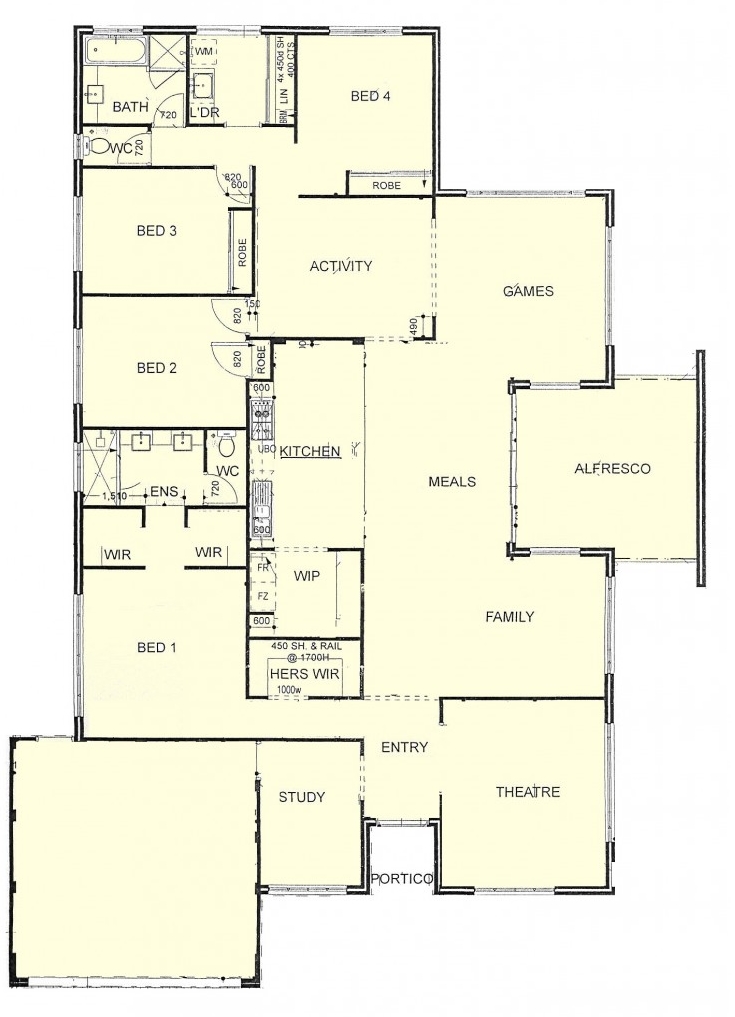 WM
4x 450d SH
400 CTS
LIN
BRM
BATH
720
L'DR
BED 4
WC
720
ROBE
820
600
BED 3
ROBE
ACTIVITY
GAMES
150
820
490
BED 2
820
ROBE
600
UBO
KITCHEN
WC
720
ENS
1,510
MEALS
ALFRESCO
600
WIR
WIR
FR
WIP
FZ
600
FAMILY
BED 1
450 SH. & RAIL
@ 1700H
HERS WIR
1000w
ENTRY
STUDY
THEATRE
PORTICO